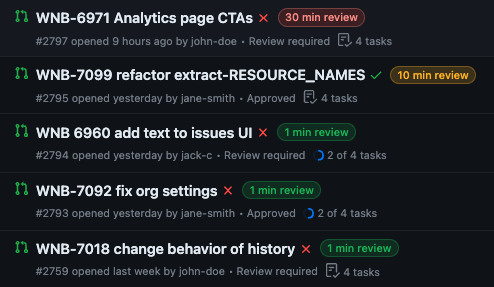 WNB-6971 Analytics page CTAs 30 min review
#2797 opened 9 hours ago by john-doe • Review required 4 tasks
WNB-7099 refactor extract-RESOURCE_NAMES 10 min review
#2795 opened yesterday by jane-smith • Approved 4 tasks
WNB 6960 add text to issues UI 1 min review
#2794 opened yesterday by jack-c • Review required 2 of 4 tasks
WNB-7092 fix org settings 1 min review
#2793 opened yesterday by jane-smith • Approved 2 of 4 tasks
WNB-7018 change behavior of history 1 min review
#2759 opened last week by john-doe • Review required 4 tasks